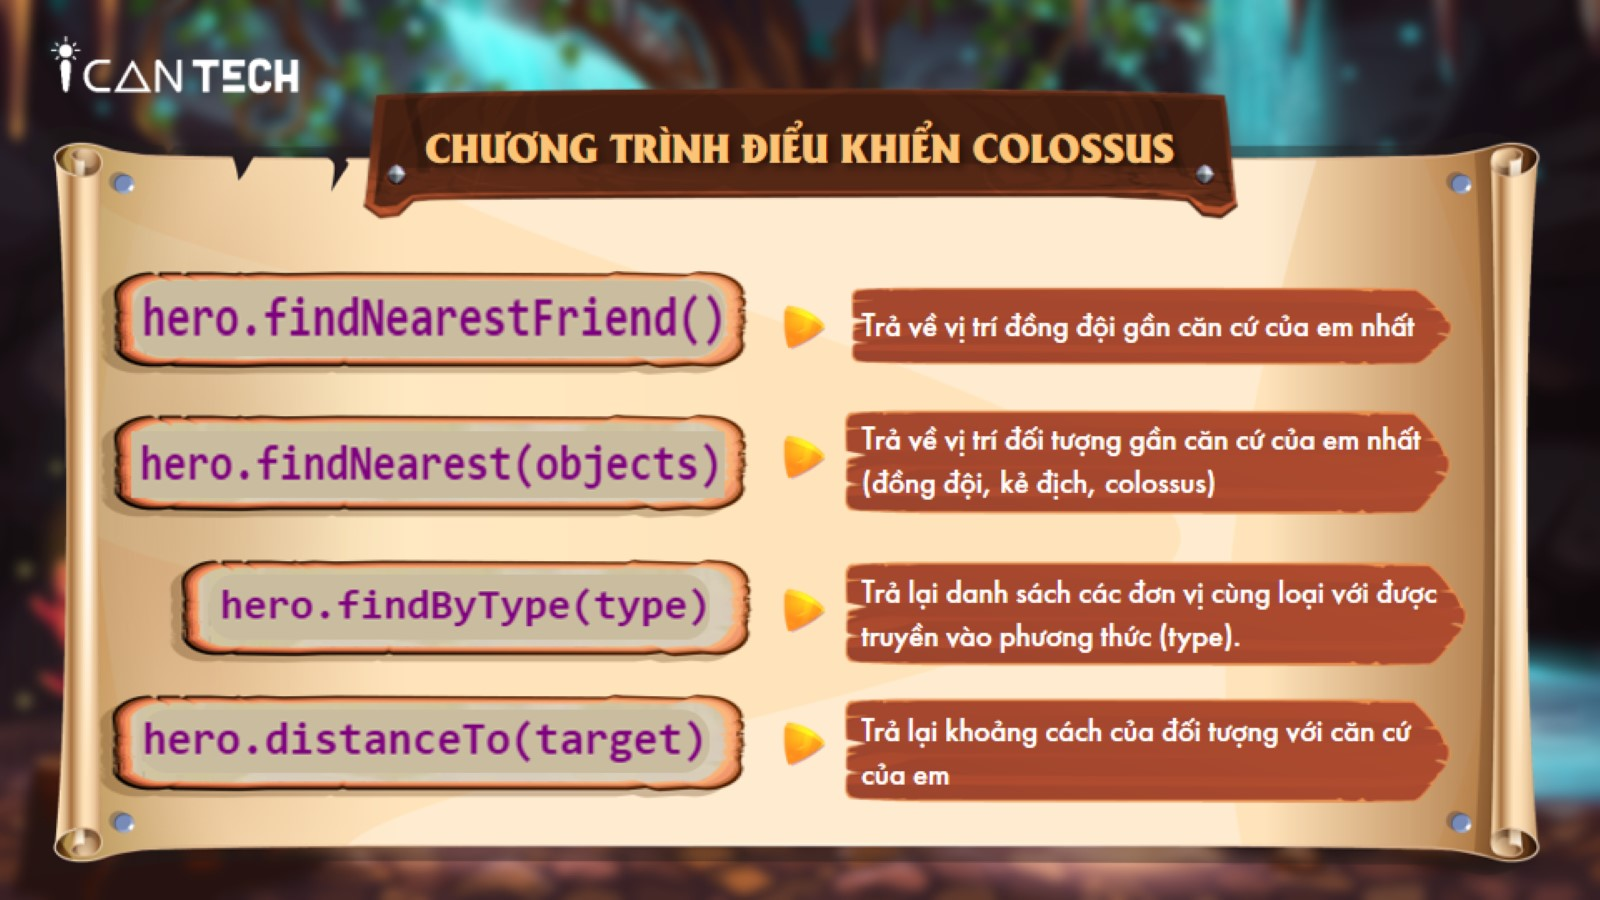 iCANTECH
CHƯƠNG TRÌNH ĐIỂU KHIỂN COLOSSUS
hero.findNearestFriend()
Trả về vị trí đồng đội gần căn cứ của em nhất
hero.findNearest(objects)
Trả về vị trí đối tượng gần căn cứ của em nhất
(đồng đội, kẻ địch, colossus)
hero.findByType(type)
Trả lại danh sách các đơn vị cùng loại với được
truyền vào phương thức (type).
hero.distanceTo(target)
Trả lại khoảng cách của đối tượng với căn cứ
của em